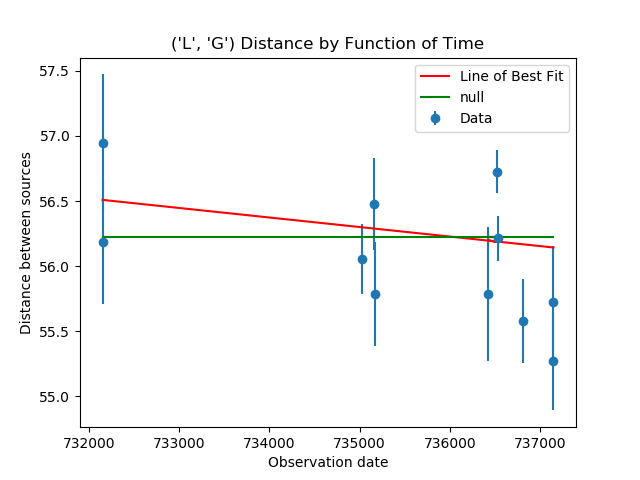 ('L', 'G') Distance by Function of Time
Line of Best Fit
null
Data
Distance between sources
57.5
57.0
56.5
56.0
55.5
55.0
732000 733000 734000 735000 736000 737000
Observation date